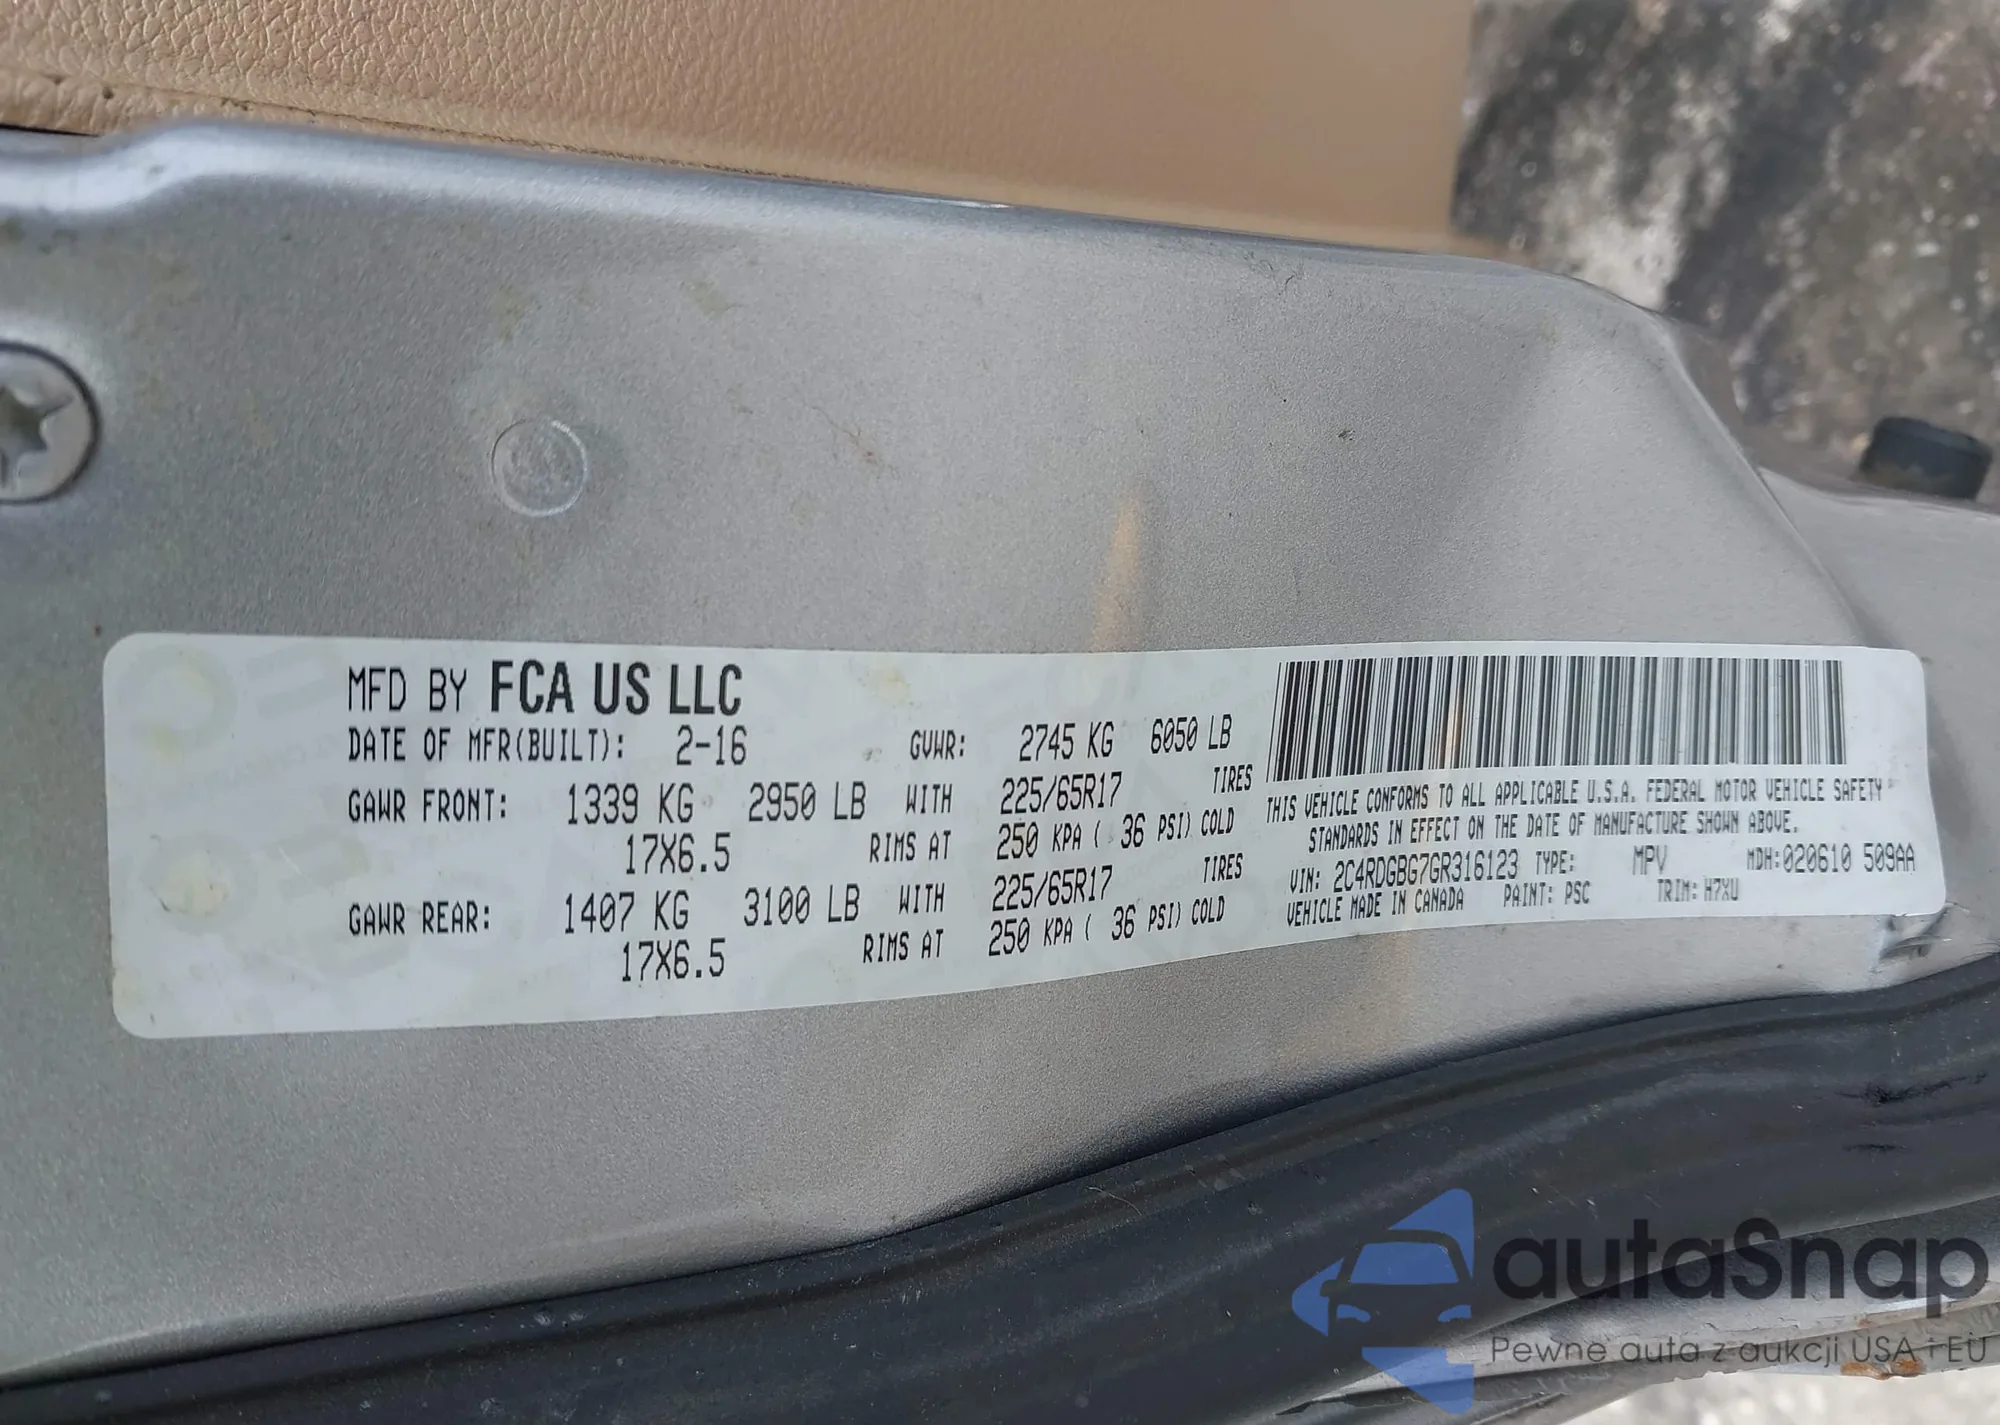 MFD BY FCA US LLC
DATE OF MFR(BUILT): 2-16 GVWR: 2745 KG 6050 LB
GAWR FRONT: 1339 KG 2950 LB WITH 225/65R17 TIRES
17X6.5 RIMS AT 250 KPA ( 36 PSI) COLD
GAWR REAR: 1407 KG 3100 LB WITH 225/65R17 TIRES
17X6.5 RIMS AT 250 KPA ( 36 PSI) COLD
THIS VEHICLE CONFORMS TO ALL APPLICABLE U.S.A. FEDERAL MOTOR VEHICLE SAFETY
STANDARDS IN EFFECT ON THE DATE OF MANUFACTURE SHOWN ABOVE.
VIN: 2C4RDGBG7GR316123 TYPE: MPV MDH:020610 509AA
VEHICLE MADE IN CANADA PAINT: PSC TRIM: H7XU
autaSnap
Pewne auta z aukcji USA i EU